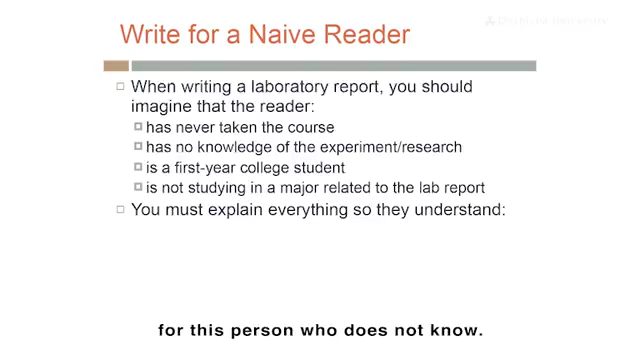 Write for a Naive Reader
When writing a laboratory report, you should
imagine that the reader:
has never taken the course
has no knowledge of the experiment/research
is a first-year college student
is not studying in a major related to the lab report
You must explain everything so they understand:
for this person who does not know.